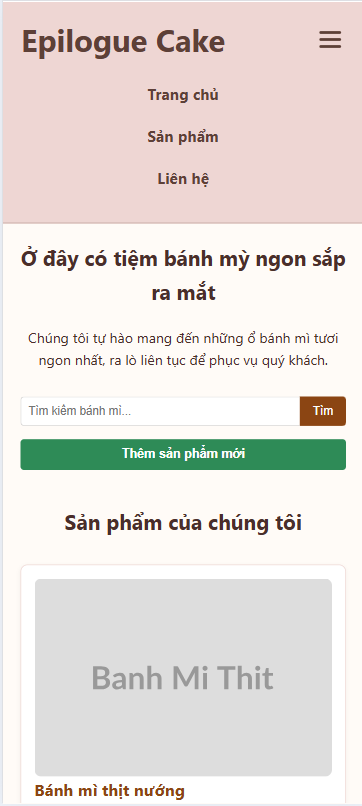 Epilogue Cake
Trang chủ
Sản phẩm
Liên hệ
Ở đây có tiệm bánh mỳ ngon sắp
ra mắt
Chúng tôi tự hào mang đến những ổ bánh mì tươi
ngon nhất, ra lò liên tục để phục vụ quý khách.
Tìm kiếm bánh mì...
Tìm
Thêm sản phẩm mới
Sản phẩm của chúng tôi
Banh Mi Thit
Bánh mì thịt nướng